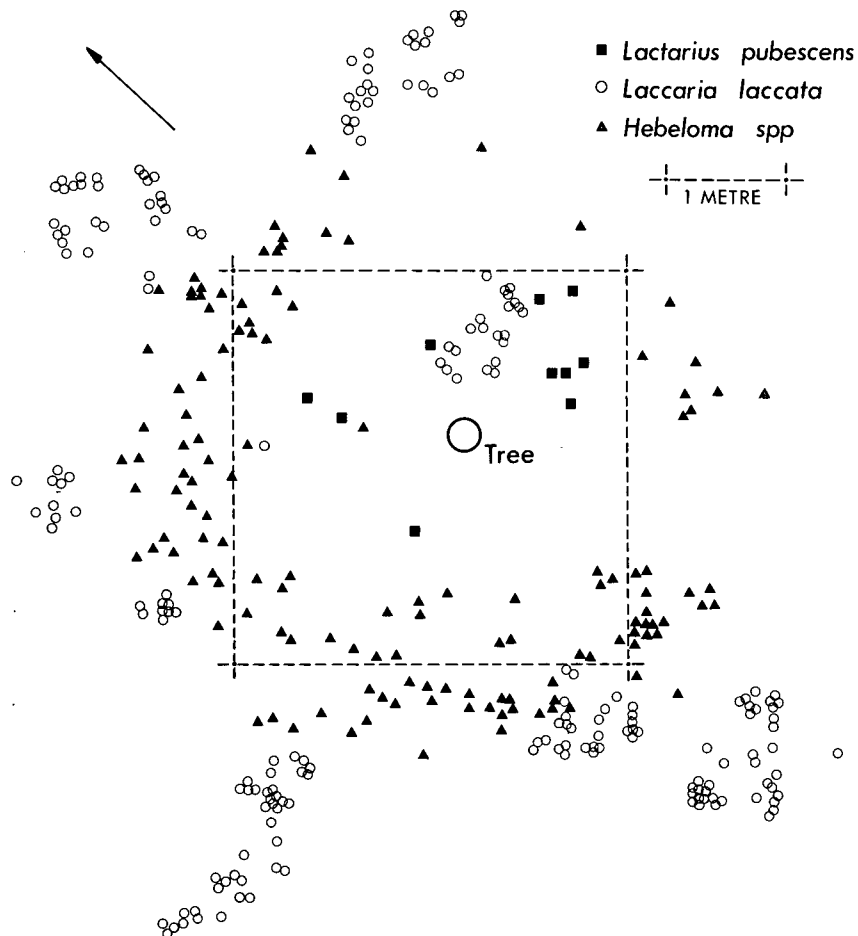 Lactarius pubescens
Laccaria laccata
Hebeloma spp
1 METRE
Tree